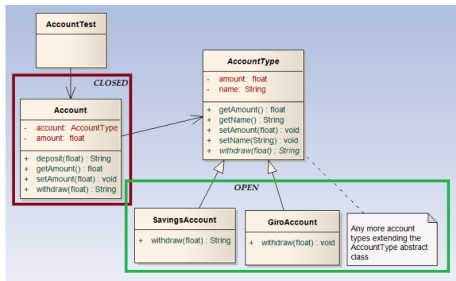 AccountTest
CLOSED
Account
- account: AccountType
- amount: float
+ deposit(float) : String
+ getAmount() : float
+ setAmount(float) : void
+ withdraw(float) : String
AccountType
- amount: float
- name: String
+ getAmount() : float
+ getName() : String
+ setAmount(float) : void
+ setName(String) : void
+ withdraw(float) : String
OPEN
SavingsAccount
+ withdraw(float) : String
GiroAccount
+ withdraw(float) : void
Any more account
types extending the
AccountType abstract
class